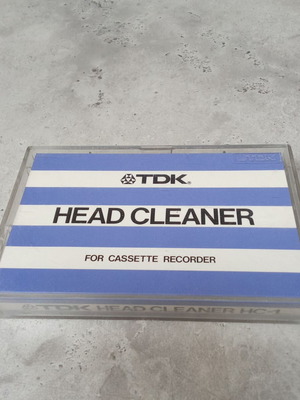 TDK®
HEAD CLEANER
FOR CASSETTE RECORDER
TDK HEAD CLEANER HC-1